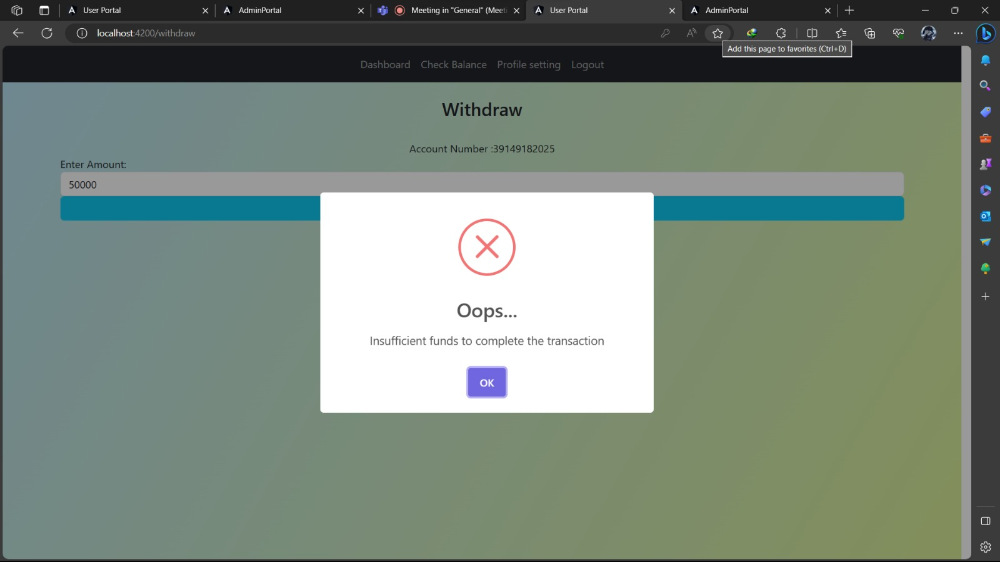 User Portal
AdminPortal
Meeting in "General" (Meeti
User Portal
AdminPortal
localhost:4200/withdraw
Add this page to favorites (Ctrl+D)
Dashboard Check Balance Profile setting Logout
Withdraw
Account Number :39149182025
Enter Amount:
50000
Oops...
Insufficient funds to complete the transaction
OK